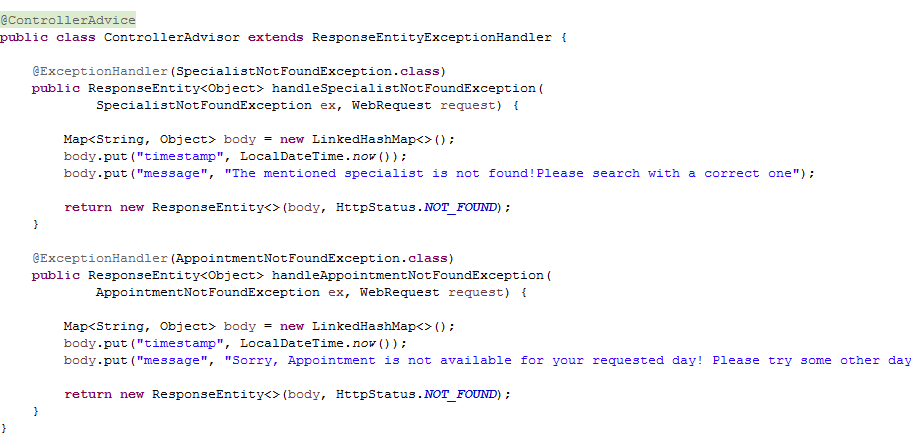 @ControllerAdvice
public class ControllerAdvisor extends ResponseEntityExceptionHandler {
@ExceptionHandler(SpecialistNotFoundException.class)
public ResponseEntity<Object> handleSpecialistNotFoundException(
SpecialistNotFoundException ex, WebRequest request) {
Map<String, Object> body = new LinkedHashMap<>();
body.put("timestamp", LocalDateTime.now());
body.put("message", "The mentioned specialist is not found!Please search with a correct one");
return new ResponseEntity<>(body, HttpStatus.NOT_FOUND);
}
@ExceptionHandler(AppointmentNotFoundException.class)
public ResponseEntity<Object> handleAppointmentNotFoundException(
AppointmentNotFoundException ex, WebRequest request) {
Map<String, Object> body = new LinkedHashMap<>();
body.put("timestamp", LocalDateTime.now());
body.put("message", "Sorry, Appointment is not available for your requested day! Please try some other day
return new ResponseEntity<>(body, HttpStatus.NOT_FOUND);
}
}